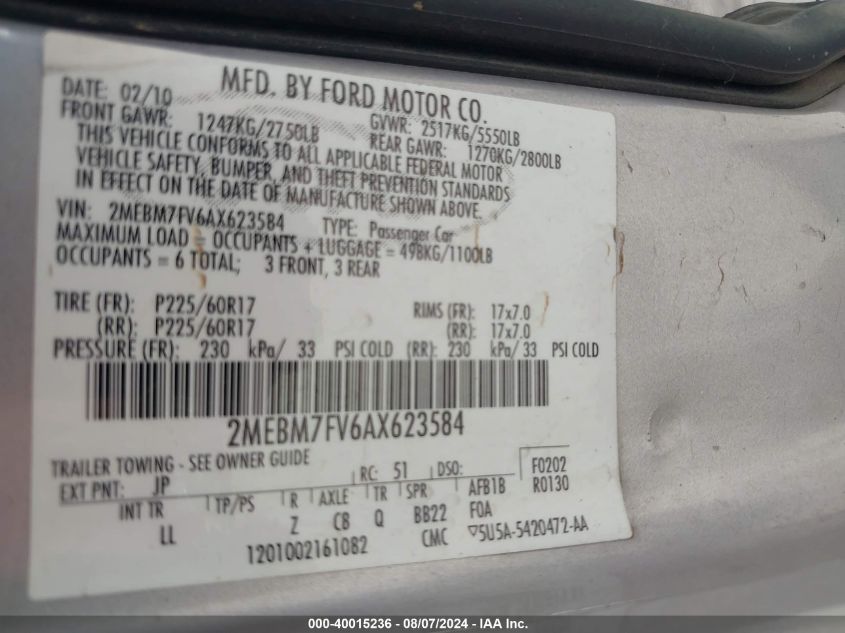 MFD. BY FORD MOTOR CO.
DATE: 02/10 GVWR: 2517KG/5550LB
FRONT GAWR: 1247KG/2750LB REAR GAWR: 1270KG/2800LB
THIS VEHICLE CONFORMS TO ALL APPLICABLE FEDERAL MOTOR
VEHICLE SAFETY, BUMPER, AND THEFT PREVENTION STANDARDS
IN EFFECT ON THE DATE OF MANUFACTURE SHOWN ABOVE.
VIN: 2MEBM7FV6AX623584 TYPE: Passenger Car
MAXIMUM LOAD = OCCUPANTS + LUGGAGE = 498KG/1100LB
OCCUPANTS = 6 TOTAL; 3 FRONT, 3 REAR
TIRE (FR): P225/60R17 RIMS (FR): 17x7.0
(RR): P225/60R17 (RR): 17x7.0
PRESSURE (FR): 230 kPa/ 33 PSI COLD (RR): 230 kPa/ 33 PSI COLD
2MEBM7FV6AX623584
TRAILER TOWING - SEE OWNER GUIDE F0202
EXT PNT: JP RC: 51 DSO: R0130
INT TR TP/PS R AXLE TR SPR AFB1B
LL Z C8 Q BB22 FOA
1201002161082 CMC ▽5U5A-5420472-AA
000-40015236 - 08/07/2024 - IAA Inc.